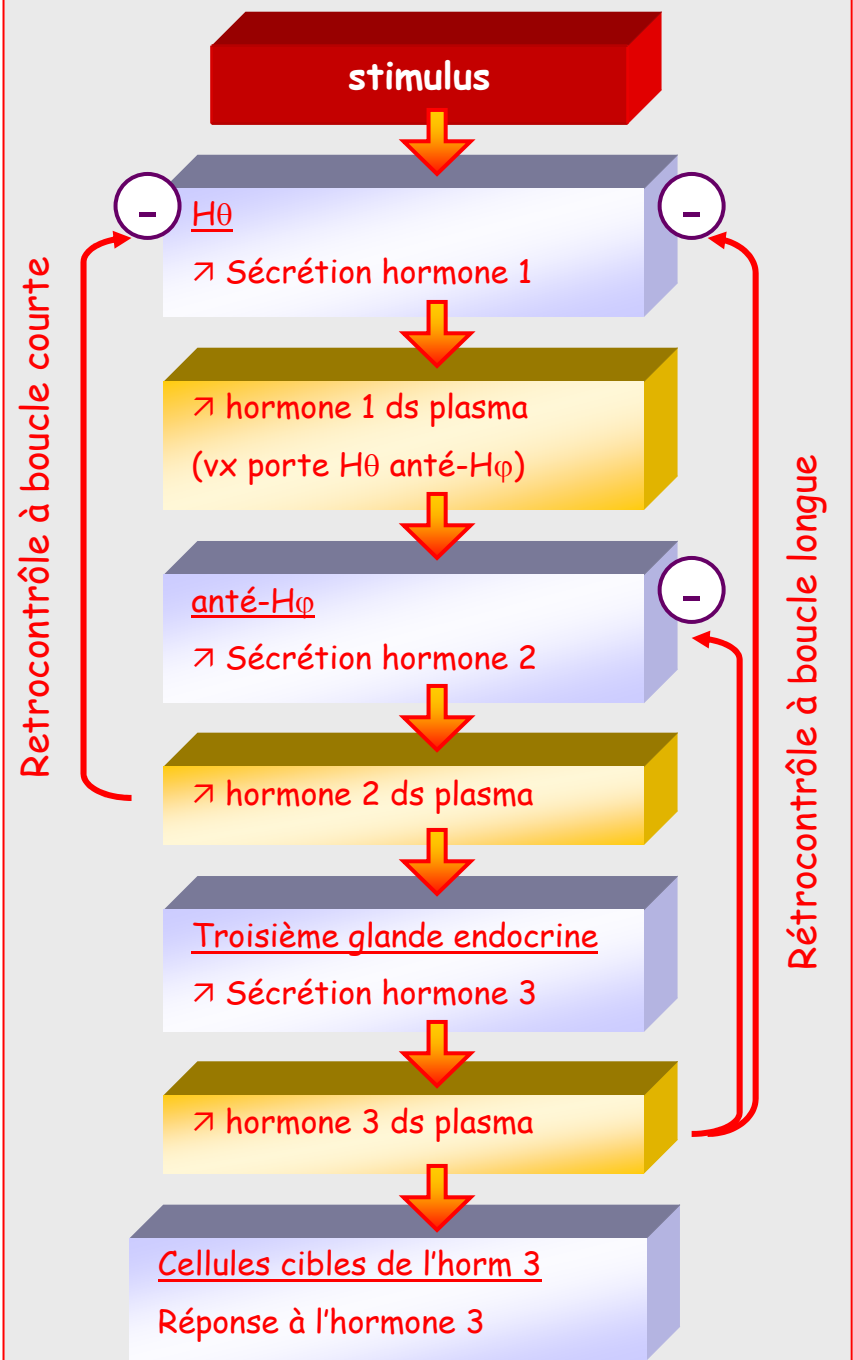 stimulus
-
-
Hθ
↗ Sécrétion hormone 1
↗ hormone 1 ds plasma
(vx porte Hθ anté-Hφ)
anté-Hφ
-
↗ Sécrétion hormone 2
↗ hormone 2 ds plasma
Troisième glande endocrine
↗ Sécrétion hormone 3
↗ hormone 3 ds plasma
Cellules cibles de l'horm 3
Réponse à l'hormone 3
Retrocontrôle à boucle courte
Rétrocontrôle à boucle longue